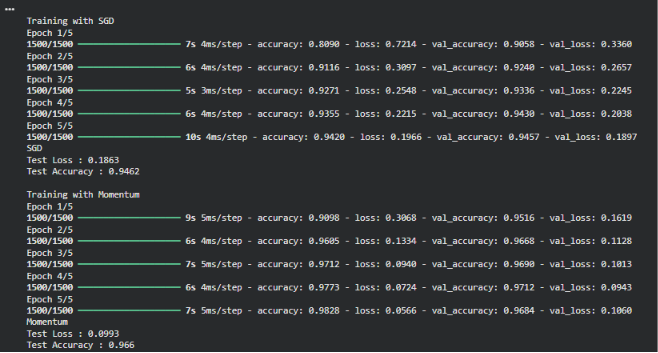 ...
Training with SGD
Epoch 1/5
1500/1500 ━━━━━━━━━━━━━━━━━━━━ 7s 4ms/step - accuracy: 0.8090 - loss: 0.7214 - val_accuracy: 0.9058 - val_loss: 0.3360
Epoch 2/5
1500/1500 ━━━━━━━━━━━━━━━━━━━━ 6s 4ms/step - accuracy: 0.9116 - loss: 0.3097 - val_accuracy: 0.9240 - val_loss: 0.2657
Epoch 3/5
1500/1500 ━━━━━━━━━━━━━━━━━━━━ 5s 3ms/step - accuracy: 0.9271 - loss: 0.2548 - val_accuracy: 0.9336 - val_loss: 0.2245
Epoch 4/5
1500/1500 ━━━━━━━━━━━━━━━━━━━━ 6s 4ms/step - accuracy: 0.9355 - loss: 0.2215 - val_accuracy: 0.9430 - val_loss: 0.2038
Epoch 5/5
1500/1500 ━━━━━━━━━━━━━━━━━━━━ 10s 4ms/step - accuracy: 0.9420 - loss: 0.1966 - val_accuracy: 0.9457 - val_loss: 0.1897
SGD
Test Loss : 0.1863
Test Accuracy : 0.9462
Training with Momentum
Epoch 1/5
1500/1500 ━━━━━━━━━━━━━━━━━━━━ 9s 5ms/step - accuracy: 0.9098 - loss: 0.3068 - val_accuracy: 0.9516 - val_loss: 0.1619
Epoch 2/5
1500/1500 ━━━━━━━━━━━━━━━━━━━━ 6s 4ms/step - accuracy: 0.9605 - loss: 0.1334 - val_accuracy: 0.9668 - val_loss: 0.1128
Epoch 3/5
1500/1500 ━━━━━━━━━━━━━━━━━━━━ 7s 5ms/step - accuracy: 0.9712 - loss: 0.0940 - val_accuracy: 0.9690 - val_loss: 0.1013
Epoch 4/5
1500/1500 ━━━━━━━━━━━━━━━━━━━━ 6s 4ms/step - accuracy: 0.9773 - loss: 0.0724 - val_accuracy: 0.9712 - val_loss: 0.0943
Epoch 5/5
1500/1500 ━━━━━━━━━━━━━━━━━━━━ 7s 5ms/step - accuracy: 0.9828 - loss: 0.0566 - val_accuracy: 0.9684 - val_loss: 0.1060
Momentum
Test Loss : 0.0993
Test Accuracy : 0.966